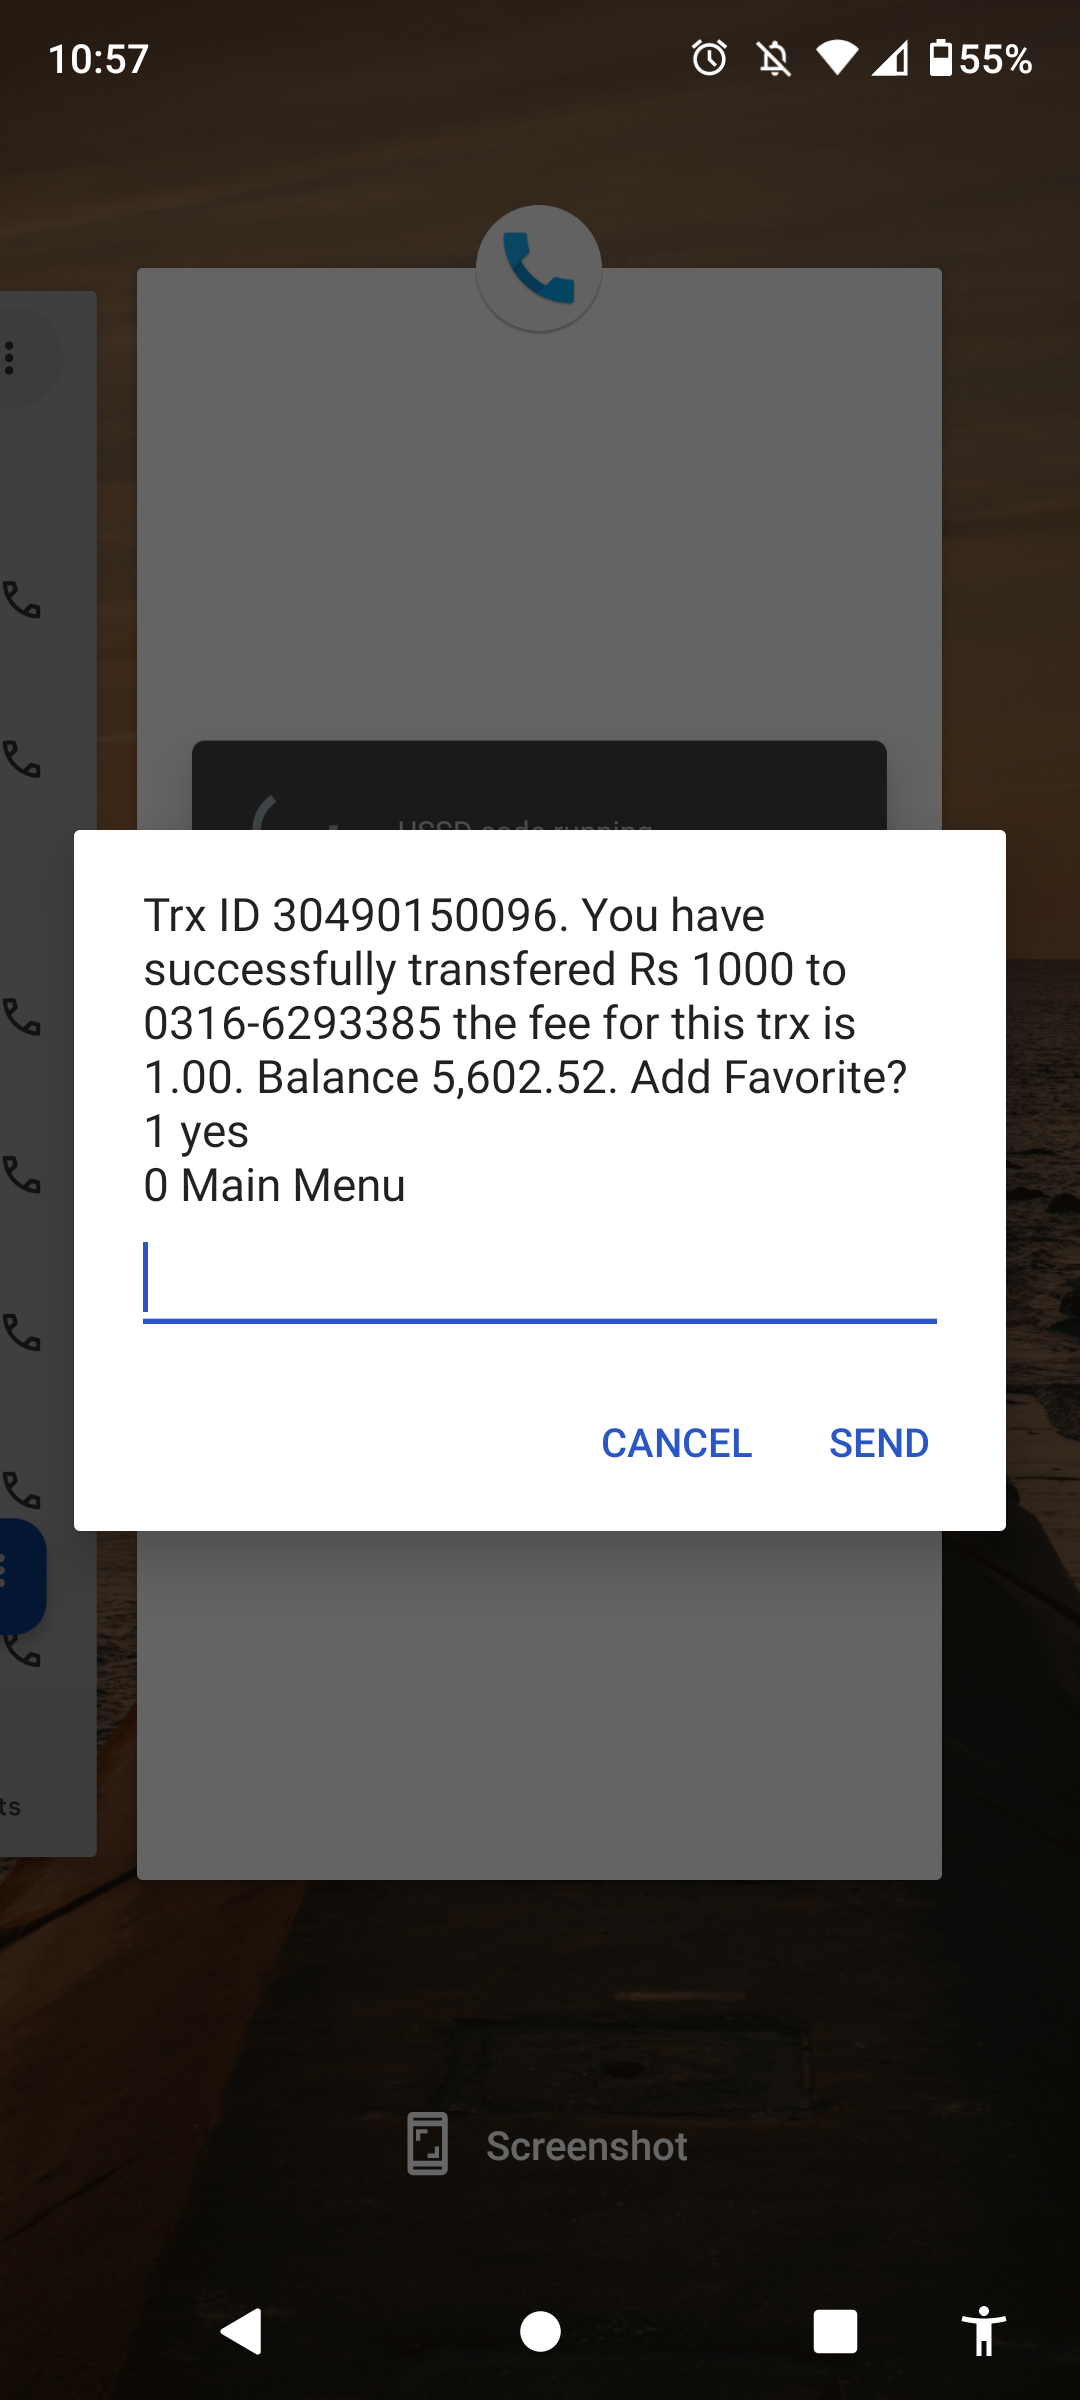 10:57
55%
USSD code running
Trx ID 30490150096. You have
successfully transfered Rs 1000 to
0316-6293385 the fee for this trx is
1.00. Balance 5,602.52. Add Favorite?
1 yes
0 Main Menu
CANCEL
SEND
ts
Screenshot